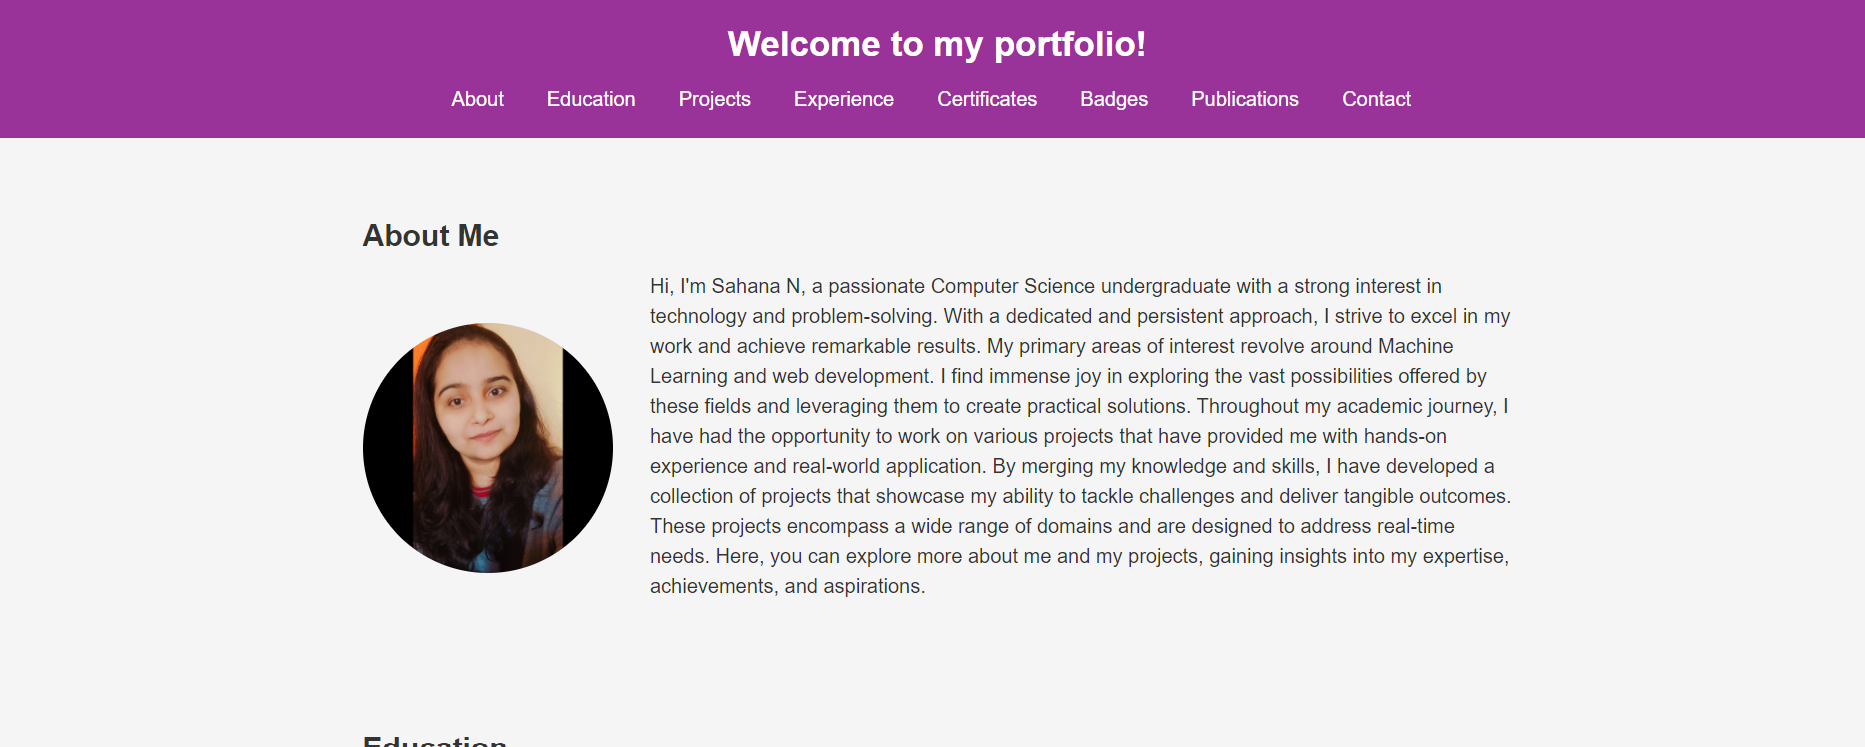 Welcome to my portfolio!
About Education Projects Experience Certificates Badges Publications Contact
About Me
Hi, I'm Sahana N, a passionate Computer Science undergraduate with a strong interest in
technology and problem-solving. With a dedicated and persistent approach, I strive to excel in my
work and achieve remarkable results. My primary areas of interest revolve around Machine
Learning and web development. I find immense joy in exploring the vast possibilities offered by
these fields and leveraging them to create practical solutions. Throughout my academic journey, I
have had the opportunity to work on various projects that have provided me with hands-on
experience and real-world application. By merging my knowledge and skills, I have developed a
collection of projects that showcase my ability to tackle challenges and deliver tangible outcomes.
These projects encompass a wide range of domains and are designed to address real-time
needs. Here, you can explore more about me and my projects, gaining insights into my expertise,
achievements, and aspirations.
Education